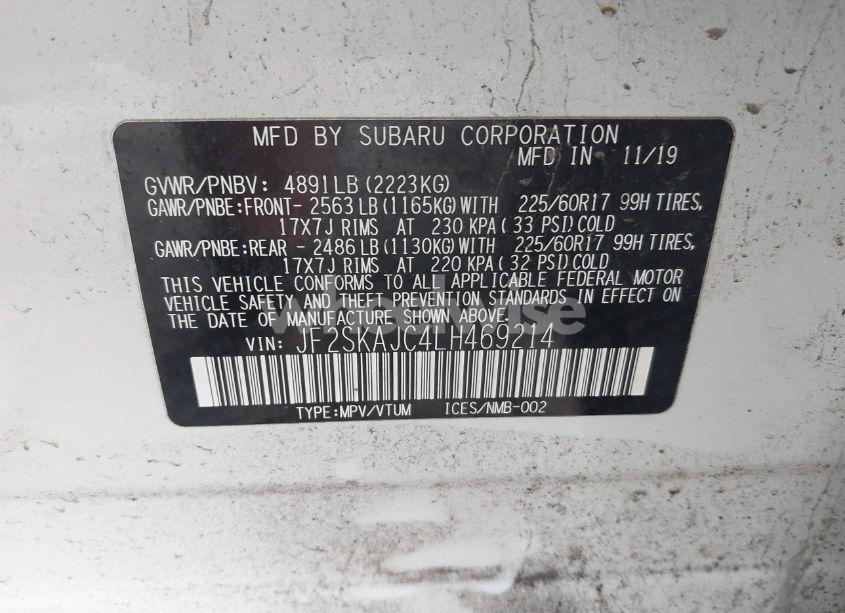 MFD BY SUBARU CORPORATION
MFD IN 11/19
GVWR/PNBV: 4891LB(2223KG)
GAWR/PNBE:FRONT- 2563LB(1165KG)WITH 225/60R17 99H TIRES,
17X7J RIMS AT 230 KPA( 33 PSI)COLD
GAWR/PNBE:REAR - 2486LB(1130KG)WITH 225/60R17 99H TIRES,
17X7J RIMS AT 220 KPA( 32 PSI)COLD
THIS VEHICLE CONFORMS TO ALL APPLICABLE FEDERAL MOTOR
VEHICLE SAFETY AND THEFT PREVENTION STANDARDS IN EFFECT ON
THE DATE OF MANUFACTURE SHOWN ABOVE.
VIN: JF2SKAJC4LH469214
TYPE:MPV/VTUM ICES/NMB-002